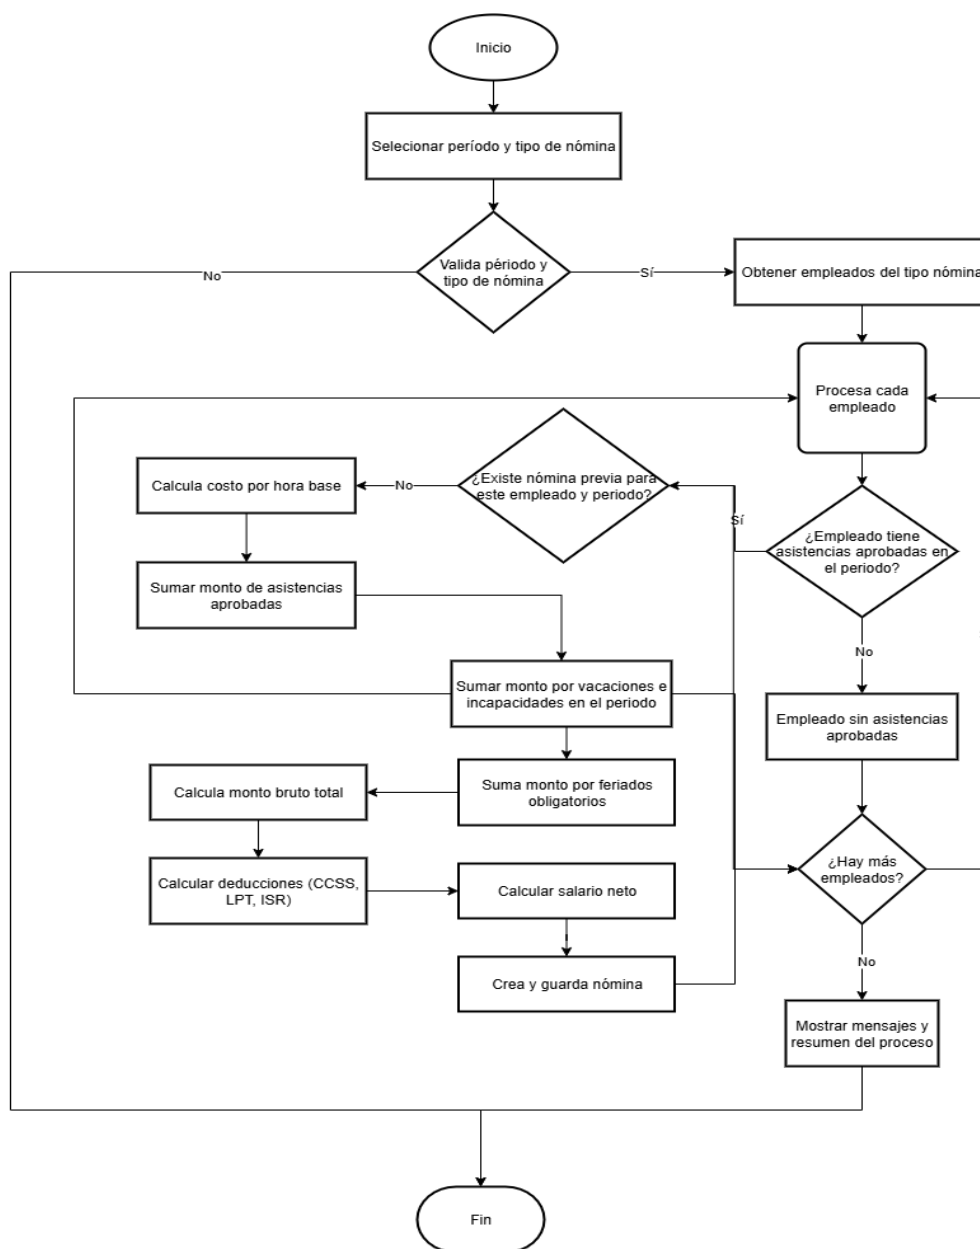 Inicio
Selecionar período y tipo de nómina
Valida périodo y
tipo de nómina
No
Sí
Obtener empleados del tipo nómina
Procesa cada
empleado
¿Existe nómina previa para
este empleado y periodo?
No
Calcula costo por hora base
Sí
¿Empleado tiene
asistencias aprobadas en
el periodo?
Sumar monto de asistencias
aprobadas
No
Sumar monto por vacaciones e
incapacidades en el periodo
Empleado sin asistencias
aprobadas
Calcula monto bruto total
Suma monto por feriados
obligatorios
¿Hay más
empleados?
Calcular deducciones (CCSS,
LPT, ISR)
Calcular salario neto
No
Crea y guarda nómina
Mostrar mensajes y
resumen del proceso
Fin